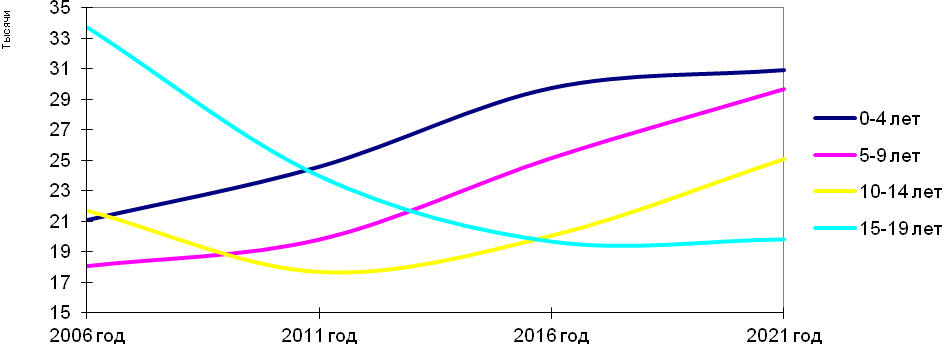 Тысячи
35
33
31
29
27
25
23
21
19
17
15
2006 год 2011 год 2016 год 2021 год
0-4 лет
5-9 лет
10-14 лет
15-19 лет